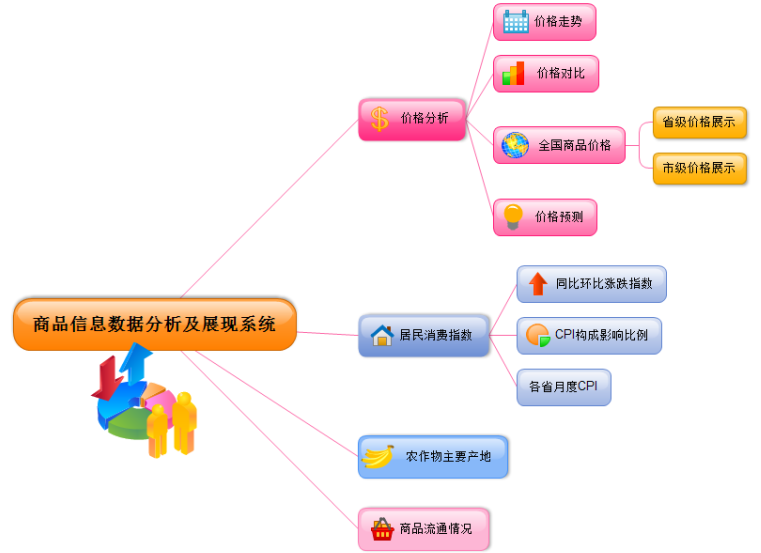 价格走势
价格对比
价格分析
全国商品价格
省级价格展示
市级价格展示
价格预测
商品信息数据分析及展现系统
居民消费指数
同比环比涨跌指数
CPI构成影响比例
各省月度CPI
农作物主要产地
商品流通情况